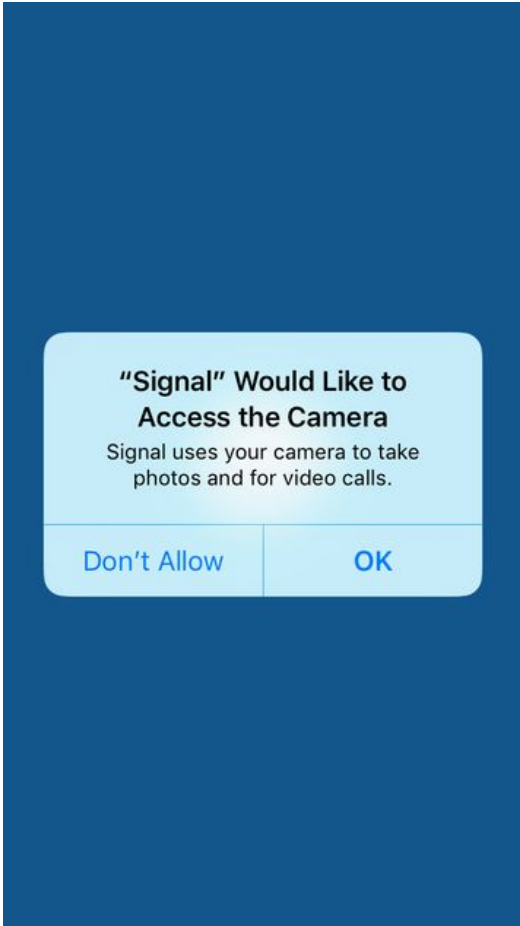 “Signal” Would Like to
Access the Camera
Signal uses your camera to take
photos and for video calls.
Don’t Allow
OK